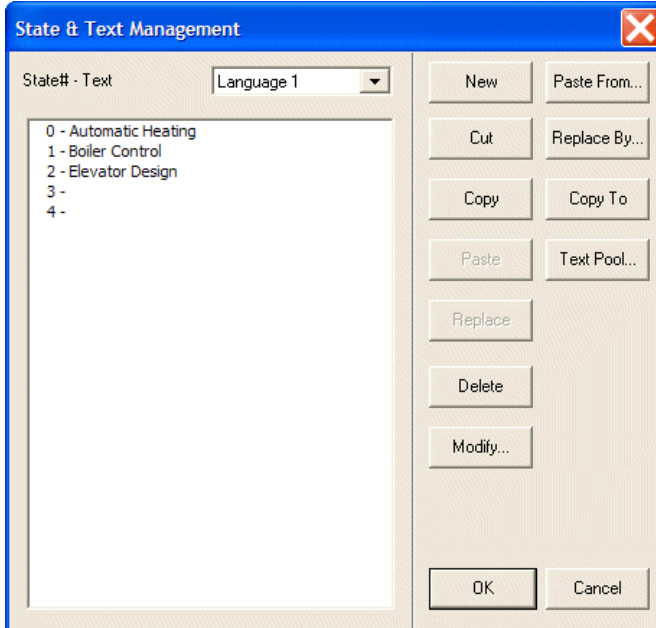 State & Text Management
State# - Text
Language 1
0 - Automatic Heating
1 - Boiler Control
2 - Elevator Design
3 -
4 -
New
Paste From...
Cut
Replace By...
Copy
Copy To
Paste
Text Pool...
Replace
Delete
Modify...
OK
Cancel